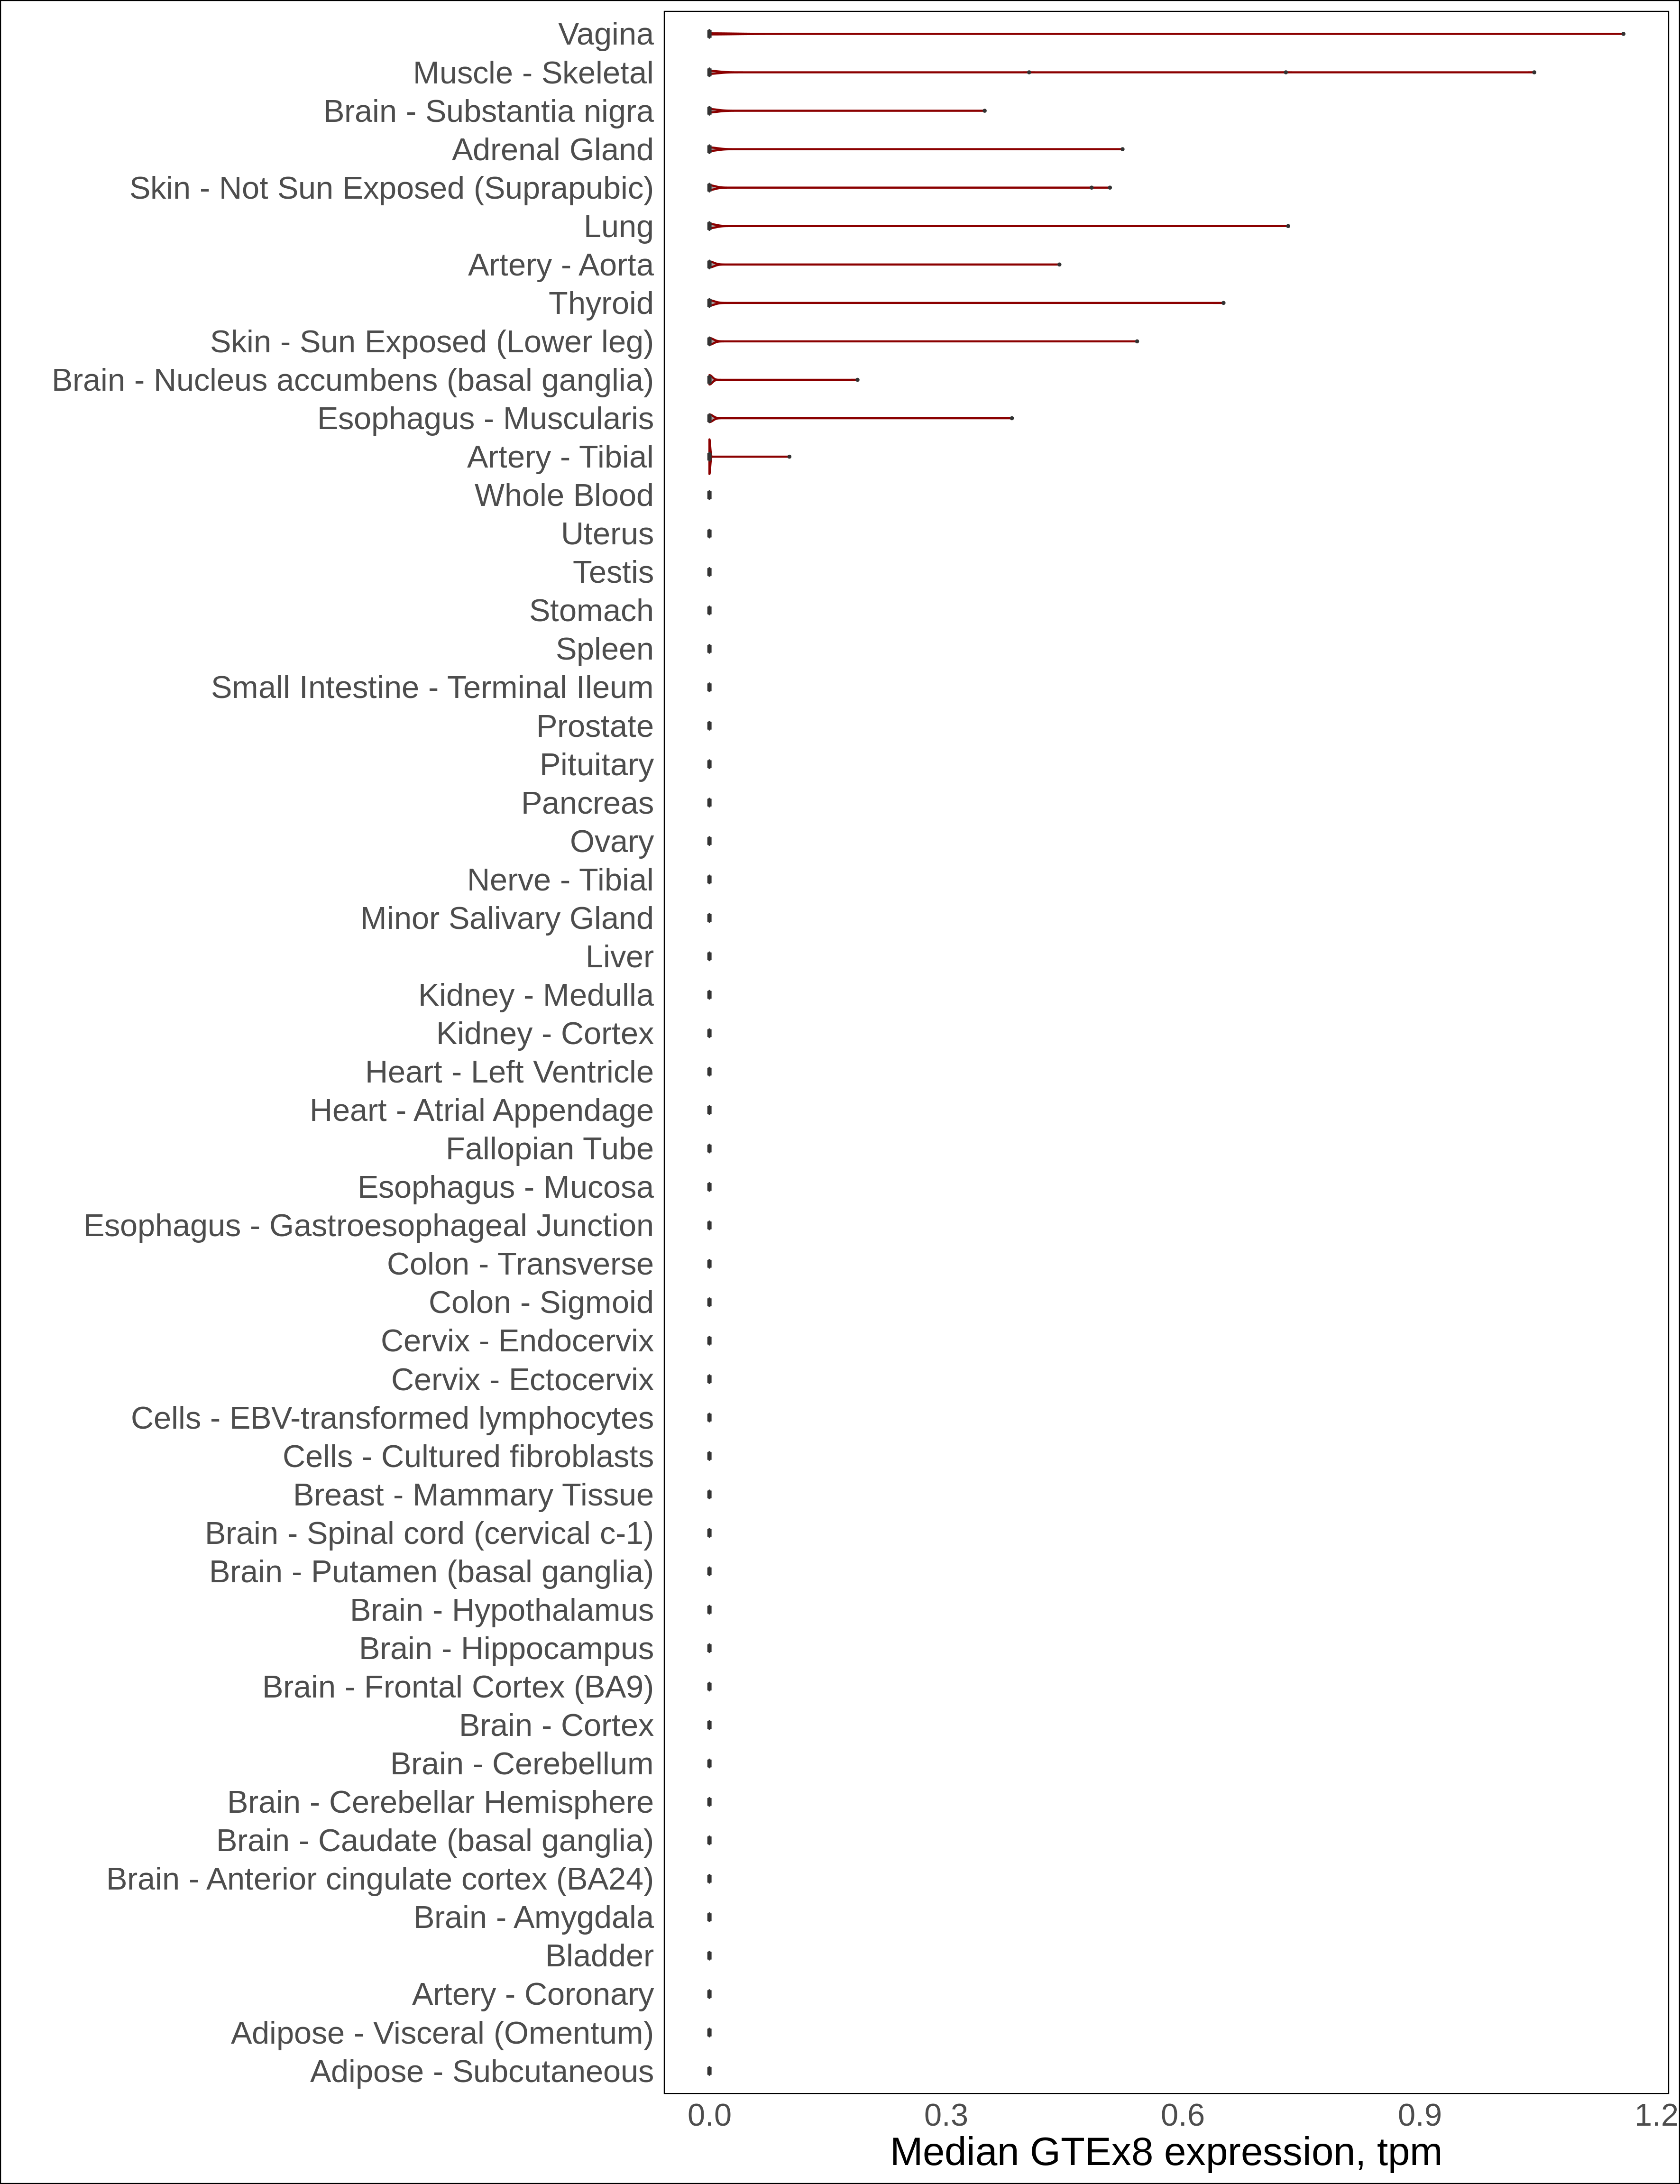 Vagina
Muscle - Skeletal
Brain - Substantia nigra
Adrenal Gland
Skin - Not Sun Exposed (Suprapubic)
Lung
Artery - Aorta
Thyroid
Skin - Sun Exposed (Lower leg)
Brain - Nucleus accumbens (basal ganglia)
Esophagus - Muscularis
Artery - Tibial
Whole Blood
Uterus
Testis
Stomach
Spleen
Small Intestine - Terminal Ileum
Prostate
Pituitary
Pancreas
Ovary
Nerve - Tibial
Minor Salivary Gland
Liver
Kidney - Medulla
Kidney - Cortex
Heart - Left Ventricle
Heart - Atrial Appendage
Fallopian Tube
Esophagus - Mucosa
Esophagus - Gastroesophageal Junction
Colon - Transverse
Colon - Sigmoid
Cervix - Endocervix
Cervix - Ectocervix
Cells - EBV-transformed lymphocytes
Cells - Cultured fibroblasts
Breast - Mammary Tissue
Brain - Spinal cord (cervical c-1)
Brain - Putamen (basal ganglia)
Brain - Hypothalamus
Brain - Hippocampus
Brain - Frontal Cortex (BA9)
Brain - Cortex
Brain - Cerebellum
Brain - Cerebellar Hemisphere
Brain - Caudate (basal ganglia)
Brain - Anterior cingulate cortex (BA24)
Brain - Amygdala
Bladder
Artery - Coronary
Adipose - Visceral (Omentum)
Adipose - Subcutaneous
0.0 0.3 0.6 0.9 1.2
Median GTEx8 expression, tpm